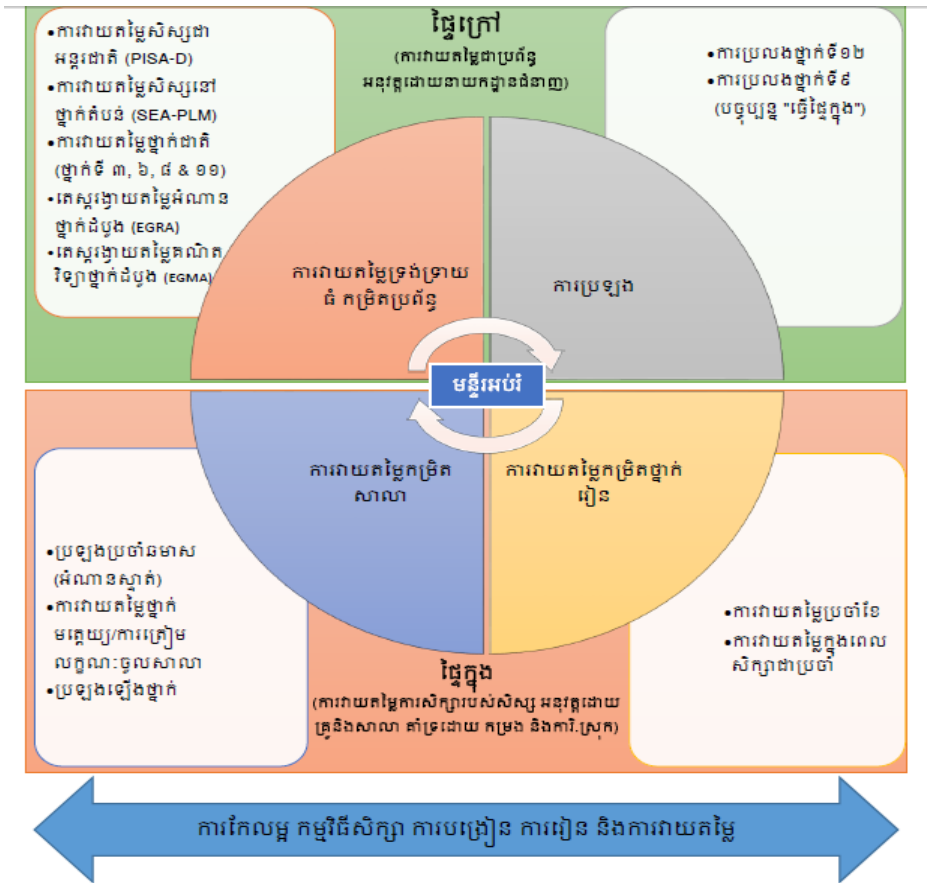 ផ្ទៃក្រៅ
(ការវាយតម្លៃជាប្រព័ន្ធ
អនុវត្តដោយនាយកដ្ឋានជំនាញ)
•ការវាយតម្លៃសិស្សជា
អន្តរជាតិ (PISA-D)
•ការវាយតម្លៃសិស្សនៅ
ថ្នាក់តំបន់ (SEA-PLM)
•ការវាយតម្លៃថ្នាក់ជាតិ
(ថ្នាក់ទី ៣, ៦, ៨ & ១១)
•តេស្តរង្វាយតម្លៃអំណាន
ថ្នាក់ដំបូង (EGRA)
•តេស្តរង្វាយតម្លៃគណិត
វិទ្យាថ្នាក់ដំបូង (EGMA)
•ការប្រលងថ្នាក់ទី១២
•ការប្រលងថ្នាក់ទី៩
(បច្ចុប្បន្ន "ធ្វើផ្ទៃក្នុង")
ការវាយតម្លៃទ្រង់ទ្រាយ
ធំ កម្រិតប្រព័ន្ធ
ការប្រឡង
មន្ទីរអប់រំ
ការវាយតម្លៃកម្រិត
សាលា
ការវាយតម្លៃកម្រិតថ្នាក់
រៀន
•ប្រឡងប្រចាំឆមាស
(អំណានស្ទាត់)
•ការវាយតម្លៃថ្នាក់
មត្តេយ្យ/ការត្រៀម
លក្ខណៈចូលសាលា
•ប្រឡងឡើងថ្នាក់
•ការវាយតម្លៃប្រចាំខែ
•ការវាយតម្លៃក្នុងពេល
សិក្សាជាប្រចាំ
ផ្ទៃក្នុង
(ការវាយតម្លៃការសិក្សារបស់សិស្ស អនុវត្តដោយ
គ្រូនិងសាលា គាំទ្រដោយ កម្រង និងការិ.ស្រុក)
ការកែលម្អ កម្មវិធីសិក្សា ការបង្រៀន ការរៀន និងការវាយតម្លៃ